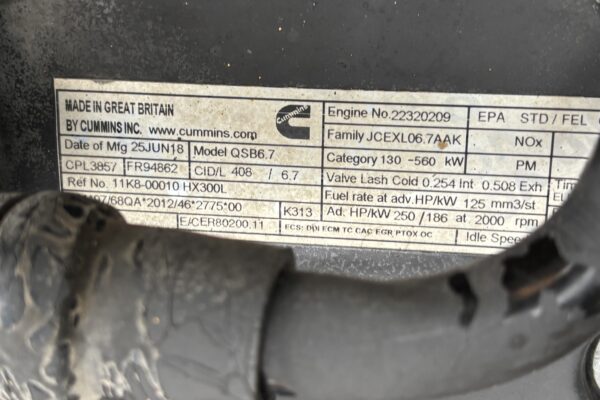 MADE IN GREAT BRITAIN
BY CUMMINS INC. www.cummins.com
Cummins
Date of Mfg 25JUN18 Model QSB6.7
CPL3857 FR94862 CID/L 408 / 6.7
Ref No. 11K8-00010 HX300L
97/68QA*2012/46*2775*00 K313
E/CER80200.11 ECS: DDI ECM TC CAC EGR PTOX OC
Engine No.22320209 EPA STD / FEL
Family JCEXL06.7AAK NOx
Category 130 -560 kW PM
Valve Lash Cold 0.254 Int 0.508 Exh
Fuel rate at adv.HP/kW 125 mm3/st
Ad. HP/kW 250 /186 at 2000 rpm
Idle Speed